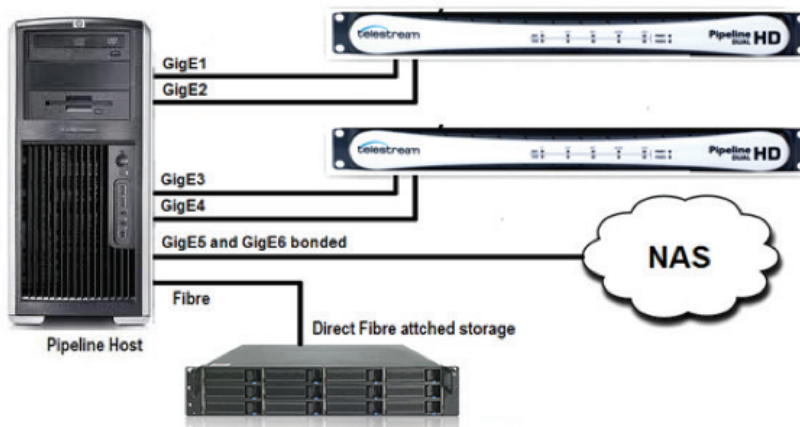 telestream
Pipeline DUAL HD
GigE1
GigE2
telestream
Pipeline DUAL HD
GigE3
GigE4
GigE5 and GigE6 bonded
NAS
Fibre
Direct Fibre attched storage
Pipeline Host